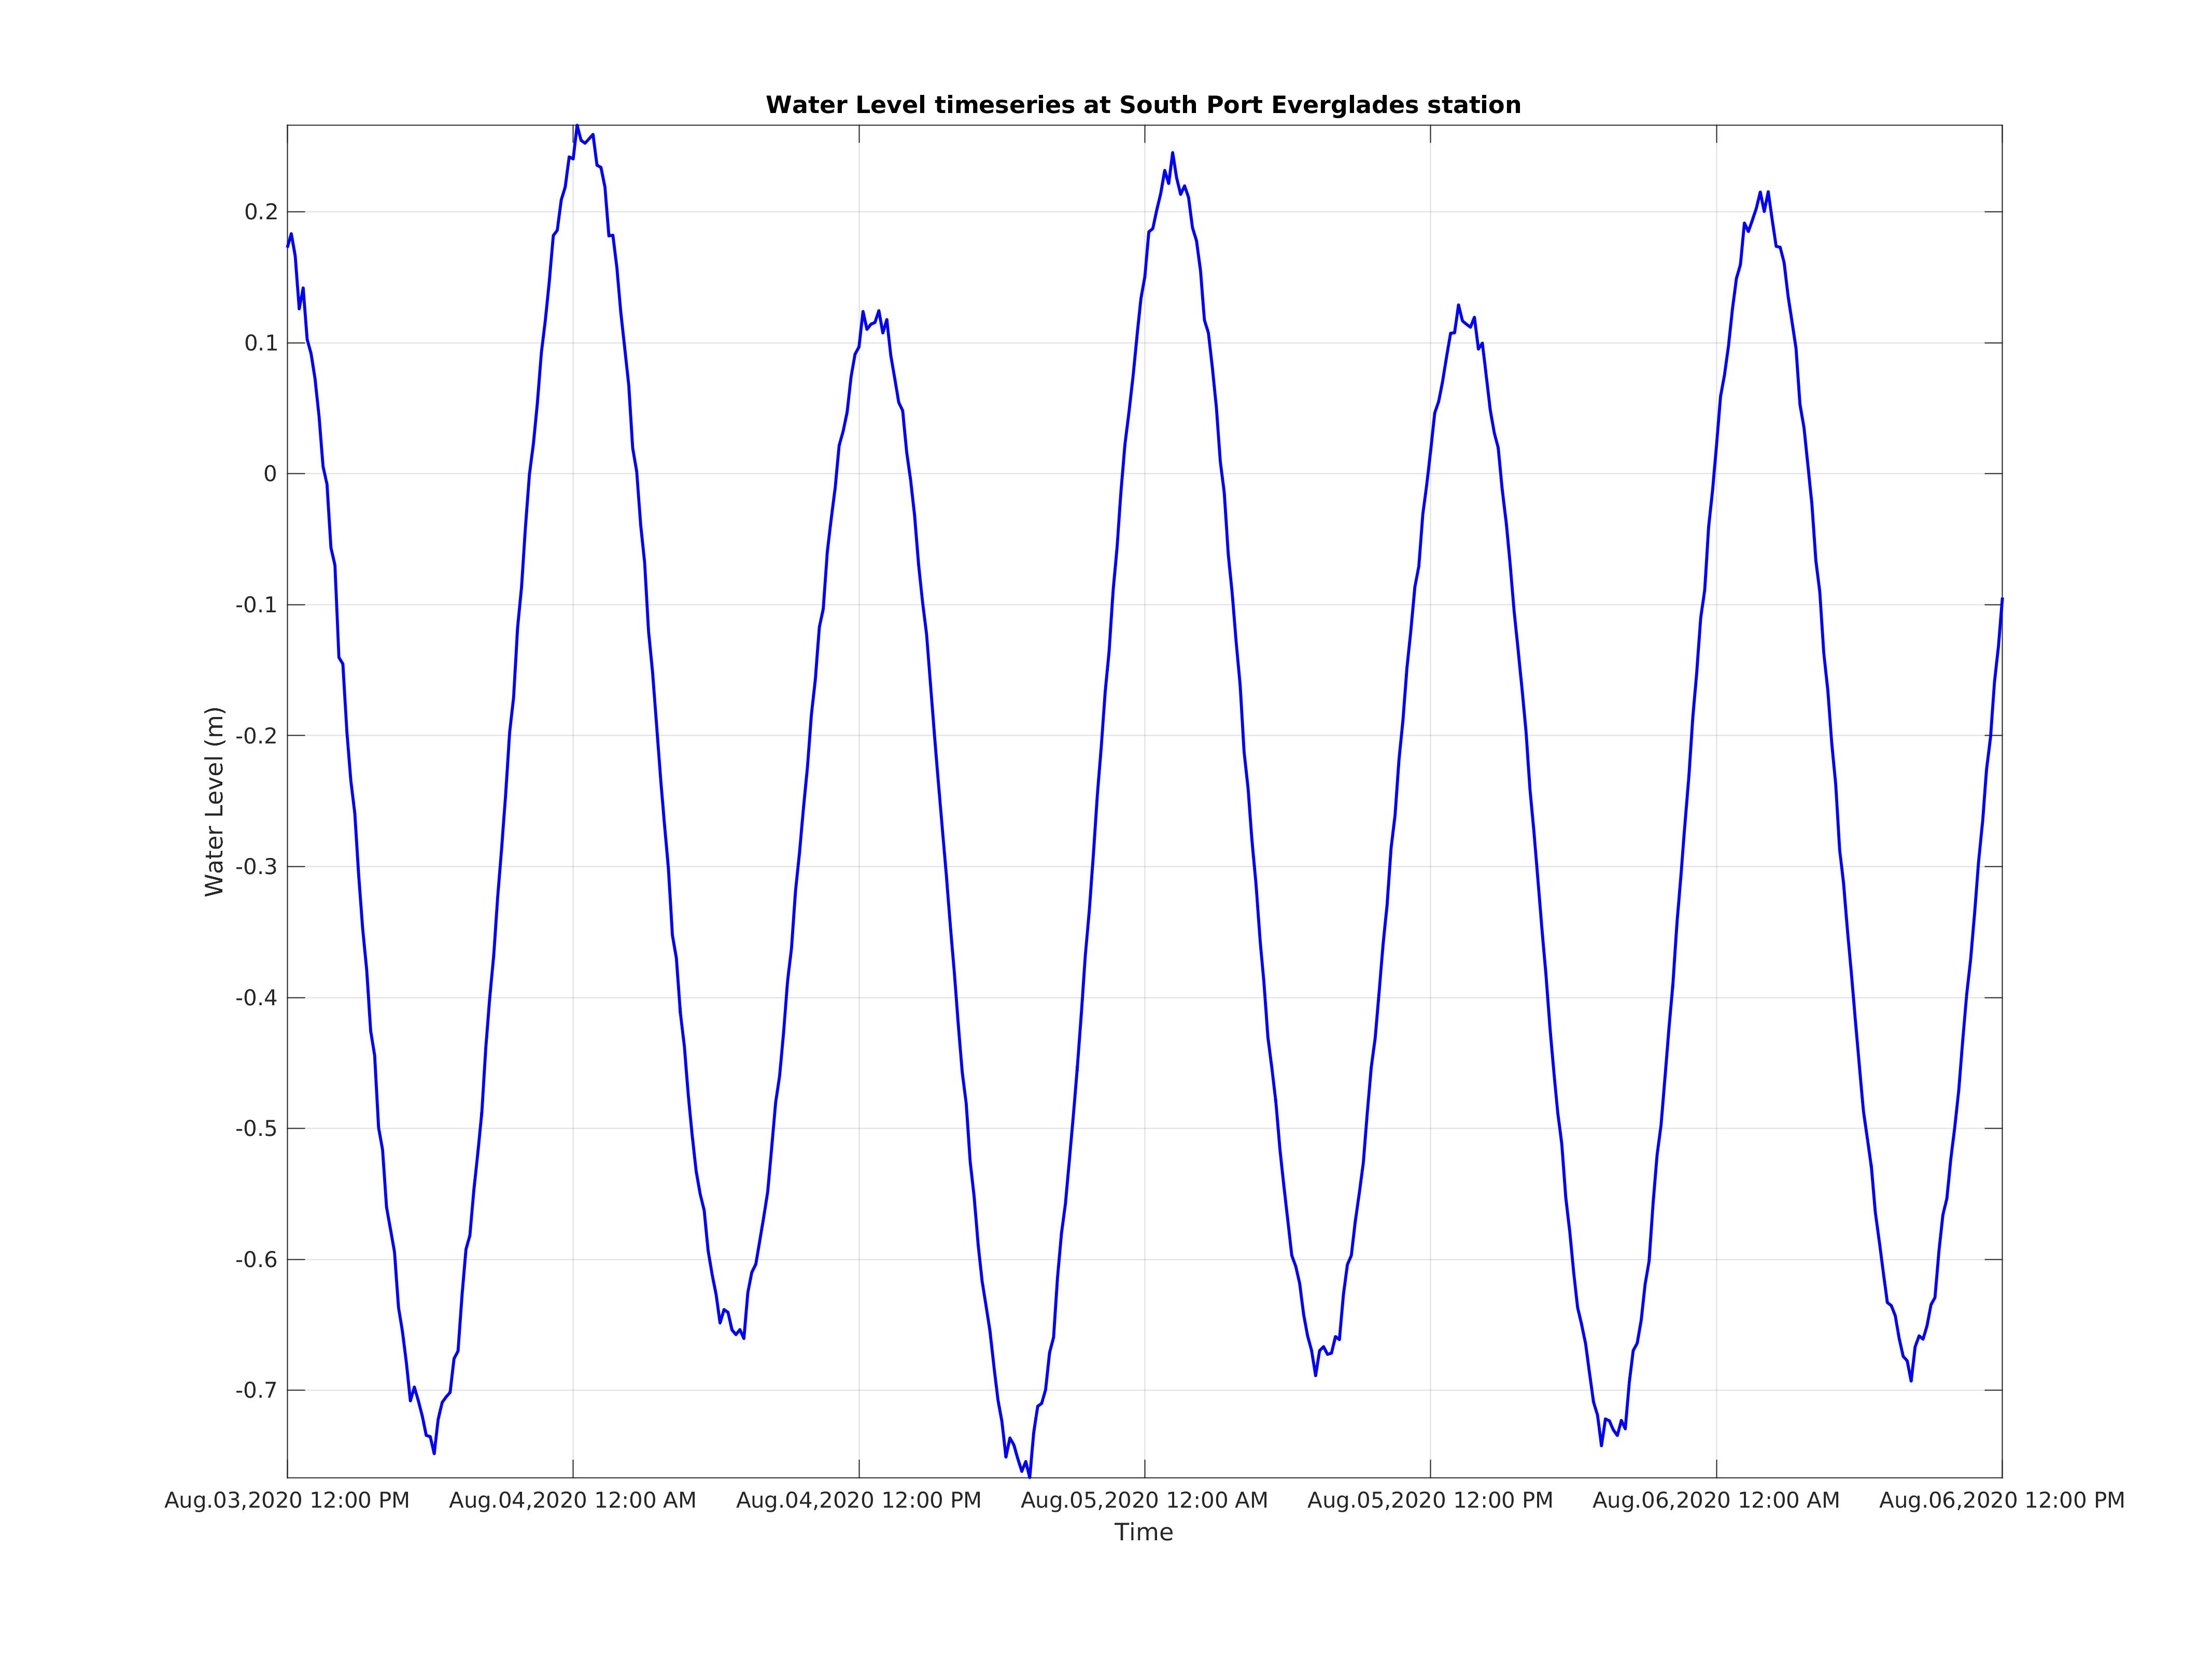 Water Level timeseries at South Port Everglades station
0.2
0.1
0
-0.1
-0.2
-0.3
-0.4
-0.5
-0.6
-0.7
Water Level (m)
Aug.03,2020 12:00 PM Aug.04,2020 12:00 AM Aug.04,2020 12:00 PM Aug.05,2020 12:00 AM Aug.05,2020 12:00 PM Aug.06,2020 12:00 AM Aug.06,2020 12:00 PM
Time